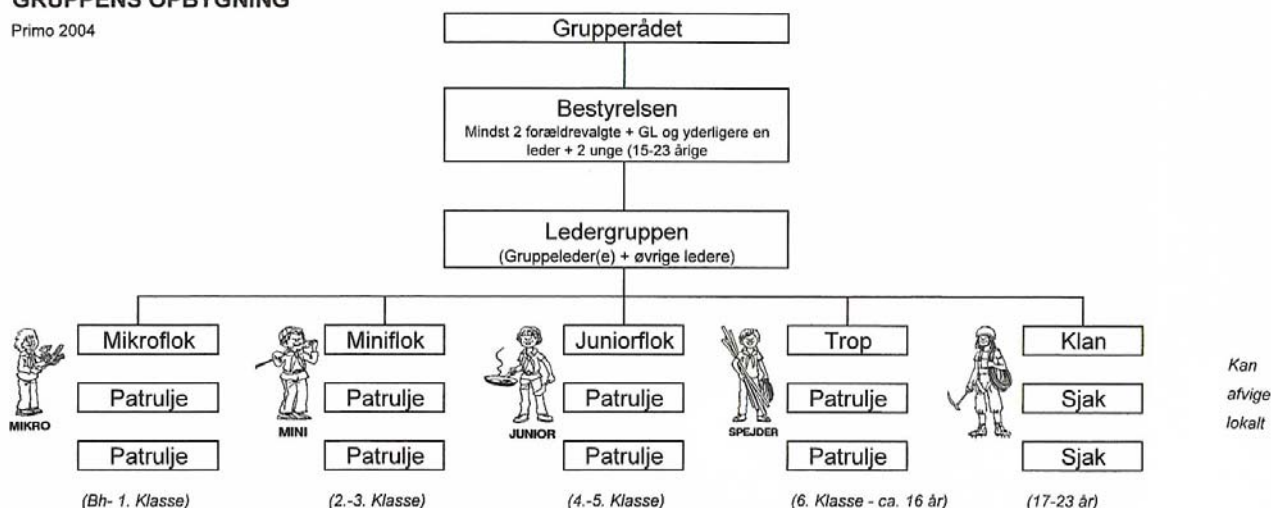 GRUPPENS OPBYGNING
Primo 2004
Grupperådet
Bestyrelsen
Mindst 2 forældrevalgte + GL og yderligere en
leder + 2 unge (15-23 årige
Ledergruppen
(Gruppeleder(e) + øvrige ledere)
Mikroflok
Miniflok
Juniorflok
Trop
Klan
Patrulje
Patrulje
Patrulje
Patrulje
Sjak
MIKRO
MINI
JUNIOR
SPEJDER
Patrulje
Patrulje
Patrulje
Patrulje
Sjak
(Bh- 1. Klasse)
(2.-3. Klasse)
(4.-5. Klasse)
(6. Klasse - ca. 16 år)
(17-23 år)
Kan
afvige
lokalt